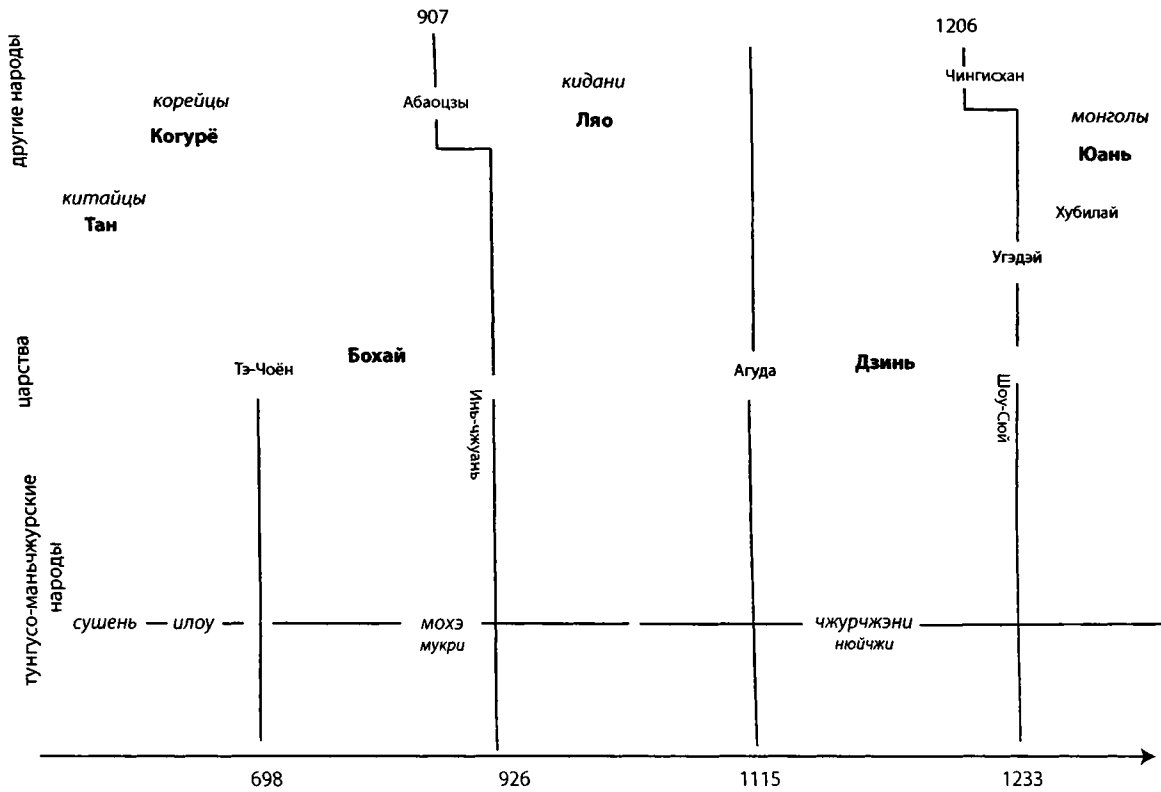 907
1206
другие народы
Чингисхан
кидани
корейцы
Абаоцзы
Ляо
монголы
Когурё
Юань
китайцы
Хубилай
Тан
Угэдэй
царства
Бохай
Дзинь
Тэ-Чоён
Агуда
Инь-чжуань
Шоу-Сюй
тунгусо-маньчжурские
народы
сушень — илоу
мохэ
чжурчжэни
мукри
нюйчжи
698
926
1115
1233